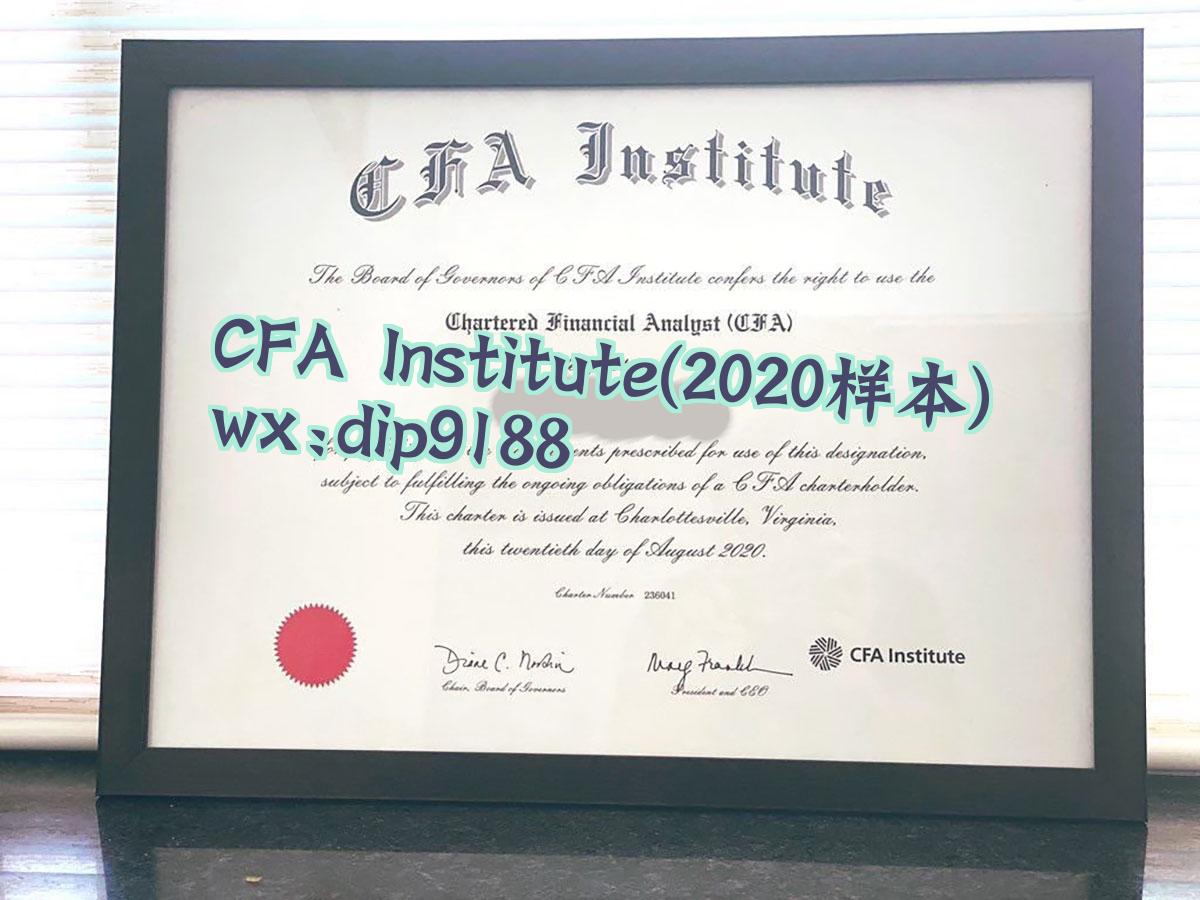 CFA Institute
The Board of Governors of CFA Institute confers the right to use the
Chartered Financial Analyst (CFA)
CFA Institute(2020样本)
wx:dip9188
prescribed for use of this designation,
subject to fulfilling the ongoing obligations of a CFA charterholder.
This charter is issued at Charlottesville, Virginia,
this twentieth day of August 2020.
Charter Number 236041
Chair, Board of Governors
President and CEO
CFA Institute